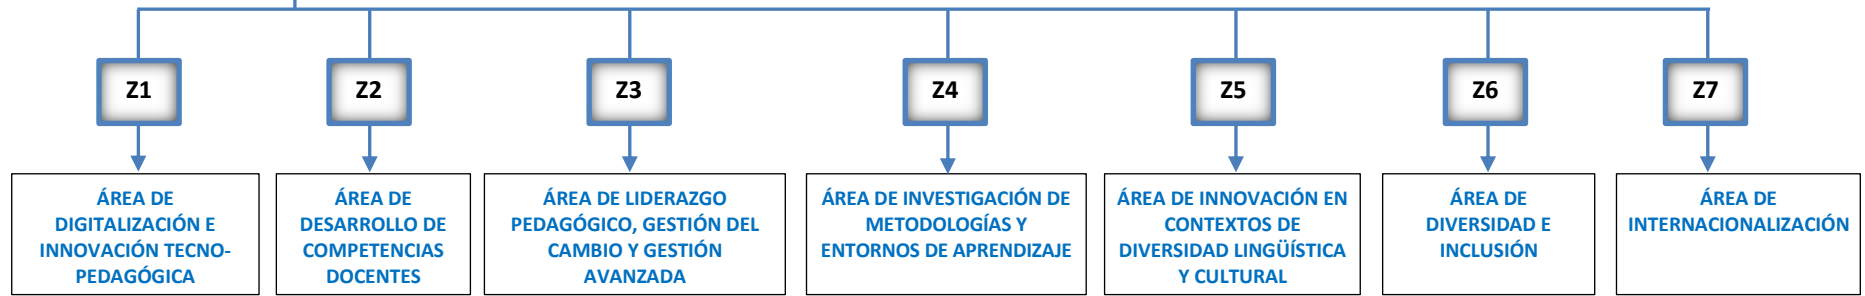 Z1
Z2
Z3
Z4
Z5
Z6
Z7
ÁREA DE
DIGITALIZACIÓN E
INNOVACIÓN TECNO-
PEDAGÓGICA
ÁREA DE
DESARROLLO DE
COMPETENCIAS
DOCENTES
ÁREA DE LIDERAZGO
PEDAGÓGICO, GESTIÓN DEL
CAMBIO Y GESTIÓN
AVANZADA
ÁREA DE INVESTIGACIÓN DE
METODOLOGÍAS Y
ENTORNOS DE APRENDIZAJE
ÁREA DE INNOVACIÓN EN
CONTEXTOS DE
DIVERSIDAD LINGÜÍSTICA
Y CULTURAL
ÁREA DE
DIVERSIDAD E
INCLUSIÓN
ÁREA DE
INTERNACIONALIZACIÓN